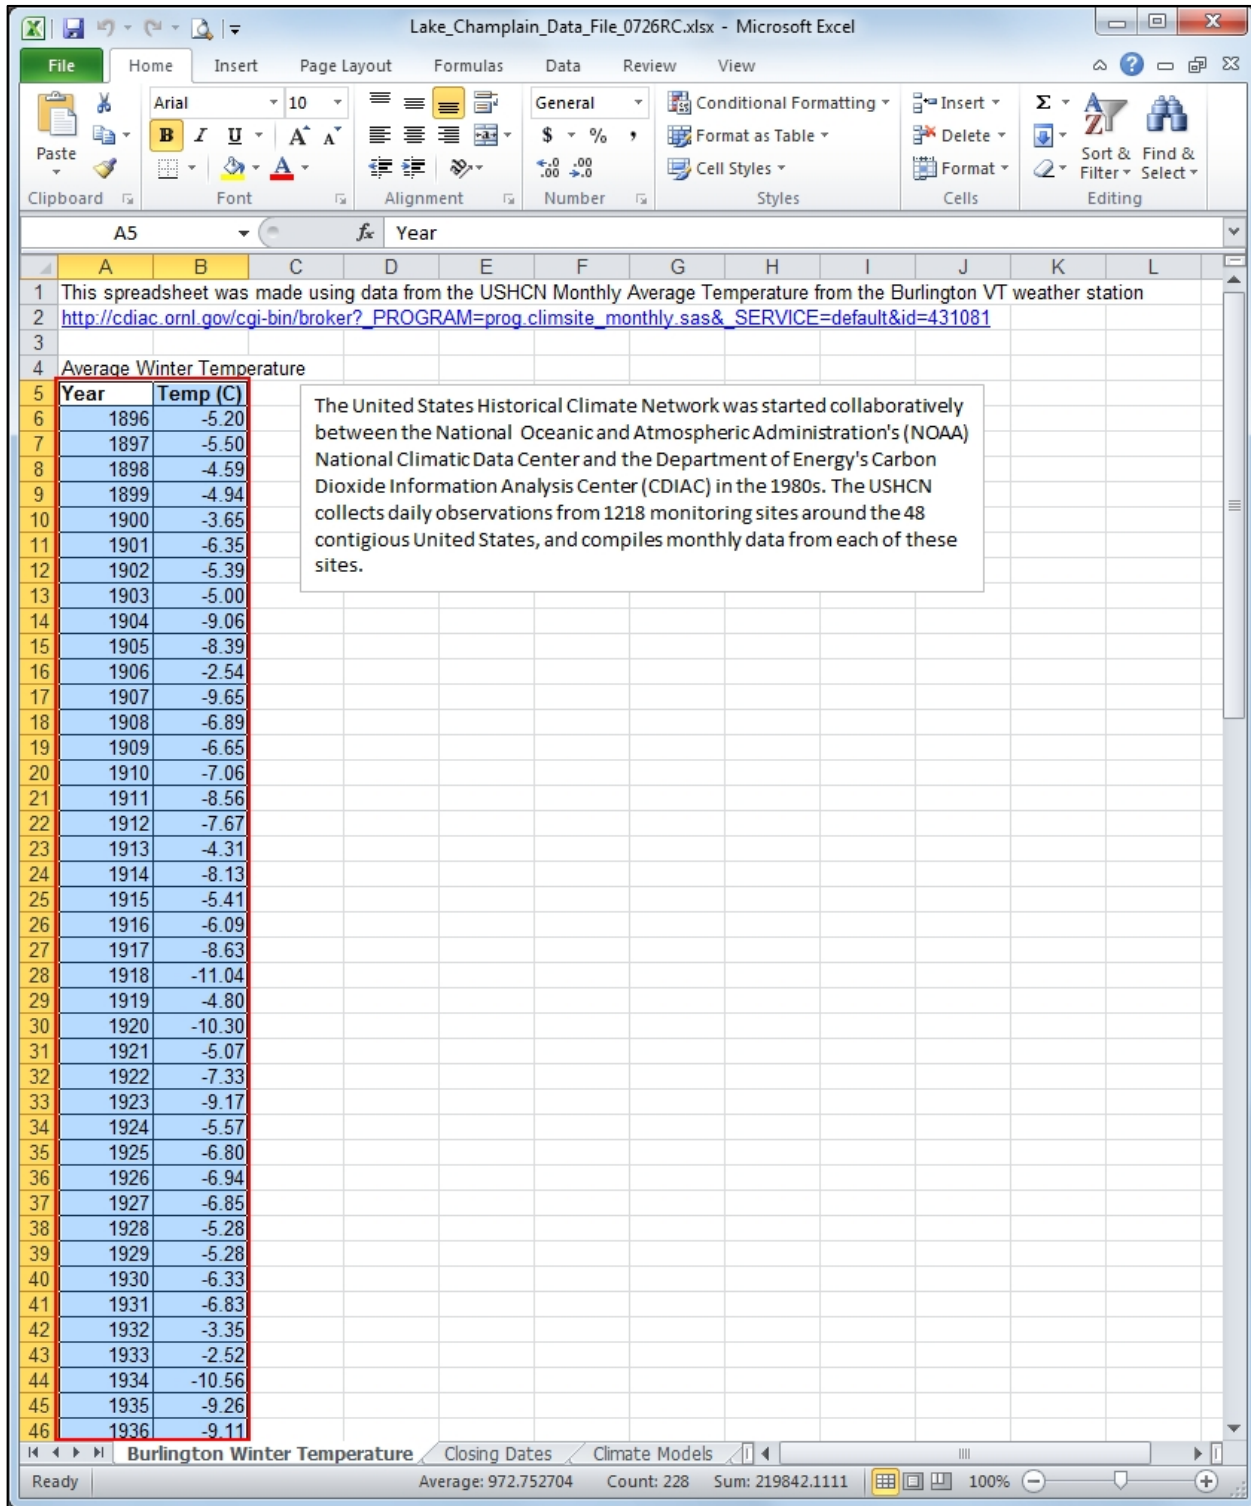 Lake_Champlain_Data_File_0726RC.xlsx - Microsoft Excel
File Home Insert Page Layout Formulas Data Review View
Arial 10 General Conditional Formatting Insert Σ
B I U A A $ % , Format as Table Delete
Paste A Cell Styles Format Sort & Filter Find & Select
Clipboard Font Alignment Number Styles Cells Editing
A5 fx Year
A B C D E F G H I J K L
1 This spreadsheet was made using data from the USHCN Monthly Average Temperature from the Burlington VT weather station
2 http://cdiac.ornl.gov/cgi-bin/broker?_PROGRAM=prog.climsite_monthly.sas&_SERVICE=default&id=431081
3
4 Average Winter Temperature
5 Year Temp (C)
The United States Historical Climate Network was started collaboratively
between the National Oceanic and Atmospheric Administration's (NOAA)
National Climatic Data Center and the Department of Energy's Carbon
Dioxide Information Analysis Center (CDIAC) in the 1980s. The USHCN
collects daily observations from 1218 monitoring sites around the 48
contigious United States, and compiles monthly data from each of these
sites.
6 1896 -5.20
7 1897 -5.50
8 1898 -4.59
9 1899 -4.94
10 1900 -3.65
11 1901 -6.35
12 1902 -5.39
13 1903 -5.00
14 1904 -9.06
15 1905 -8.39
16 1906 -2.54
17 1907 -9.65
18 1908 -6.89
19 1909 -6.65
20 1910 -7.06
21 1911 -8.56
22 1912 -7.67
23 1913 -4.31
24 1914 -8.13
25 1915 -5.41
26 1916 -6.09
27 1917 -8.63
28 1918 -11.04
29 1919 -4.80
30 1920 -10.30
31 1921 -5.07
32 1922 -7.33
33 1923 -9.17
34 1924 -5.57
35 1925 -6.80
36 1926 -6.94
37 1927 -6.85
38 1928 -5.28
39 1929 -5.28
40 1930 -6.33
41 1931 -6.83
42 1932 -3.35
43 1933 -2.52
44 1934 -10.56
45 1935 -9.26
46 1936 -9.11
Burlington Winter Temperature Closing Dates Climate Models
Ready Average: 972.752704 Count: 228 Sum: 219842.1111 100%